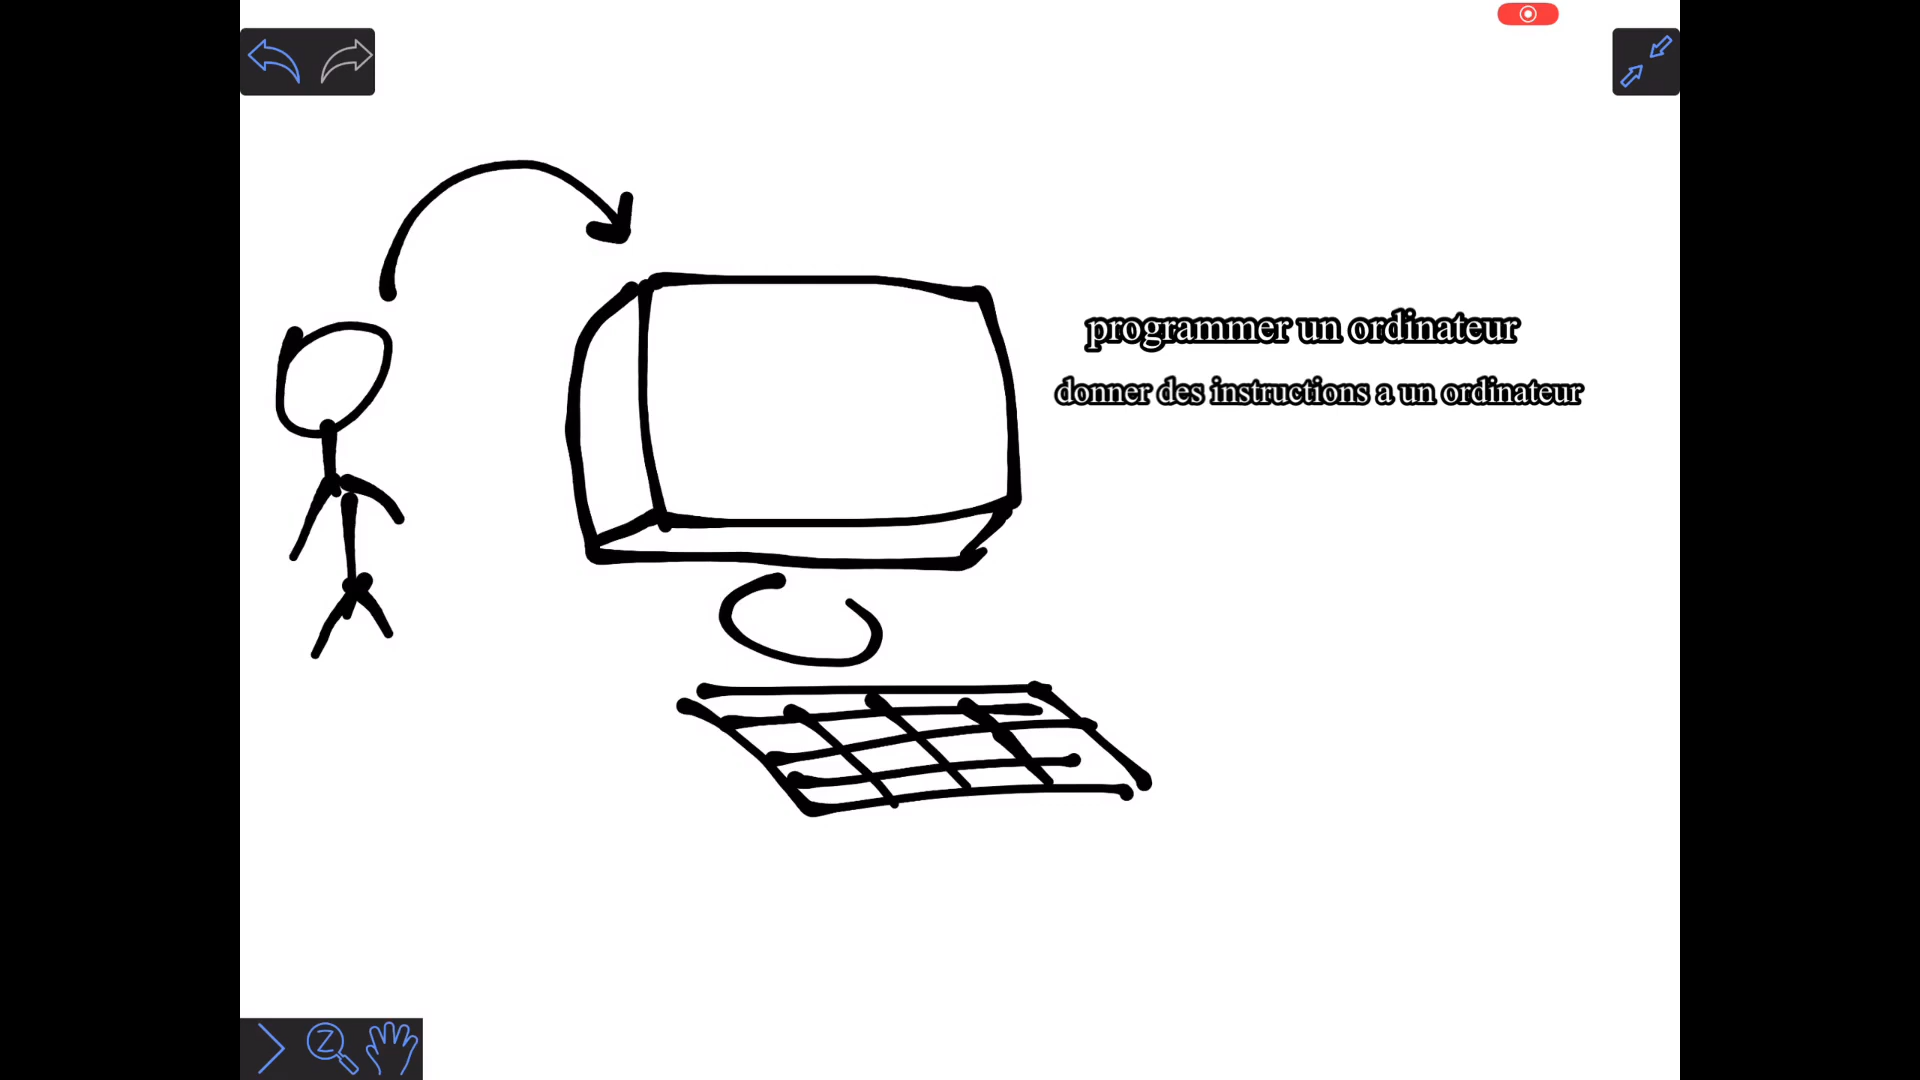 programmer un ordinateur
donner des instructions a un ordinateur